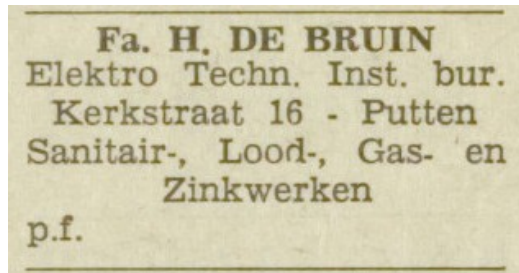 Fa. H. DE BRUIN
Elektro Techn. Inst. bur.
Kerkstraat 16 - Putten
Sanitair-, Lood-, Gas- en
Zinkwerken
p.f.